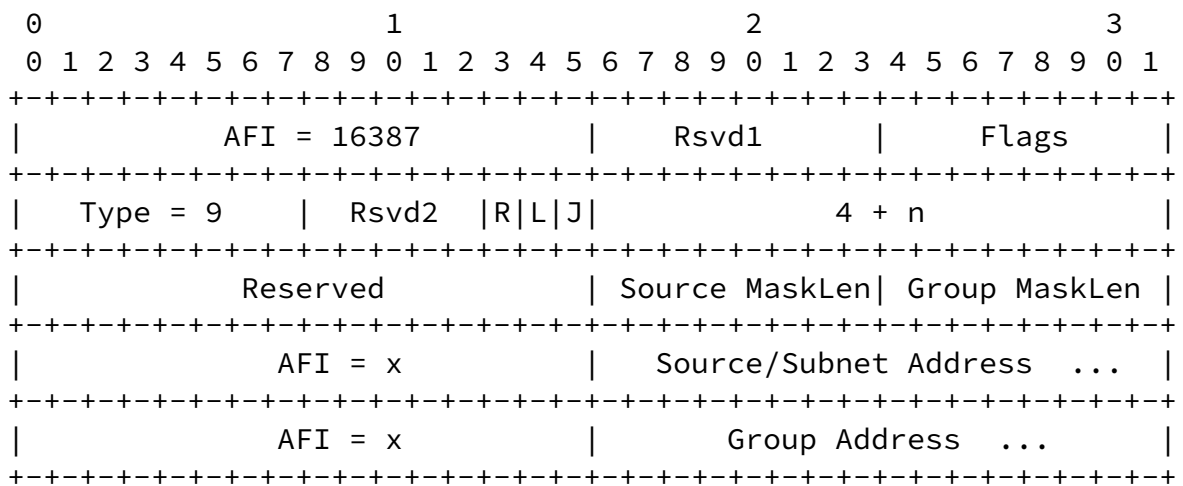 0                   1                   2                   3
 0 1 2 3 4 5 6 7 8 9 0 1 2 3 4 5 6 7 8 9 0 1 2 3 4 5 6 7 8 9 0 1
+-+-+-+-+-+-+-+-+-+-+-+-+-+-+-+-+-+-+-+-+-+-+-+-+-+-+-+-+-+-+-+-+
|           AFI = 16387         |     Rsvd1     |     Flags     |
+-+-+-+-+-+-+-+-+-+-+-+-+-+-+-+-+-+-+-+-+-+-+-+-+-+-+-+-+-+-+-+-+
|   Type = 9    |  Rsvd2  |R|L|J|             4 + n             |
+-+-+-+-+-+-+-+-+-+-+-+-+-+-+-+-+-+-+-+-+-+-+-+-+-+-+-+-+-+-+-+-+
|            Reserved           | Source MaskLen| Group MaskLen |
+-+-+-+-+-+-+-+-+-+-+-+-+-+-+-+-+-+-+-+-+-+-+-+-+-+-+-+-+-+-+-+-+
|              AFI = x          |   Source/Subnet Address  ...  |
+-+-+-+-+-+-+-+-+-+-+-+-+-+-+-+-+-+-+-+-+-+-+-+-+-+-+-+-+-+-+-+-+
|              AFI = x          |       Group Address  ...      |
+-+-+-+-+-+-+-+-+-+-+-+-+-+-+-+-+-+-+-+-+-+-+-+-+-+-+-+-+-+-+-+-+